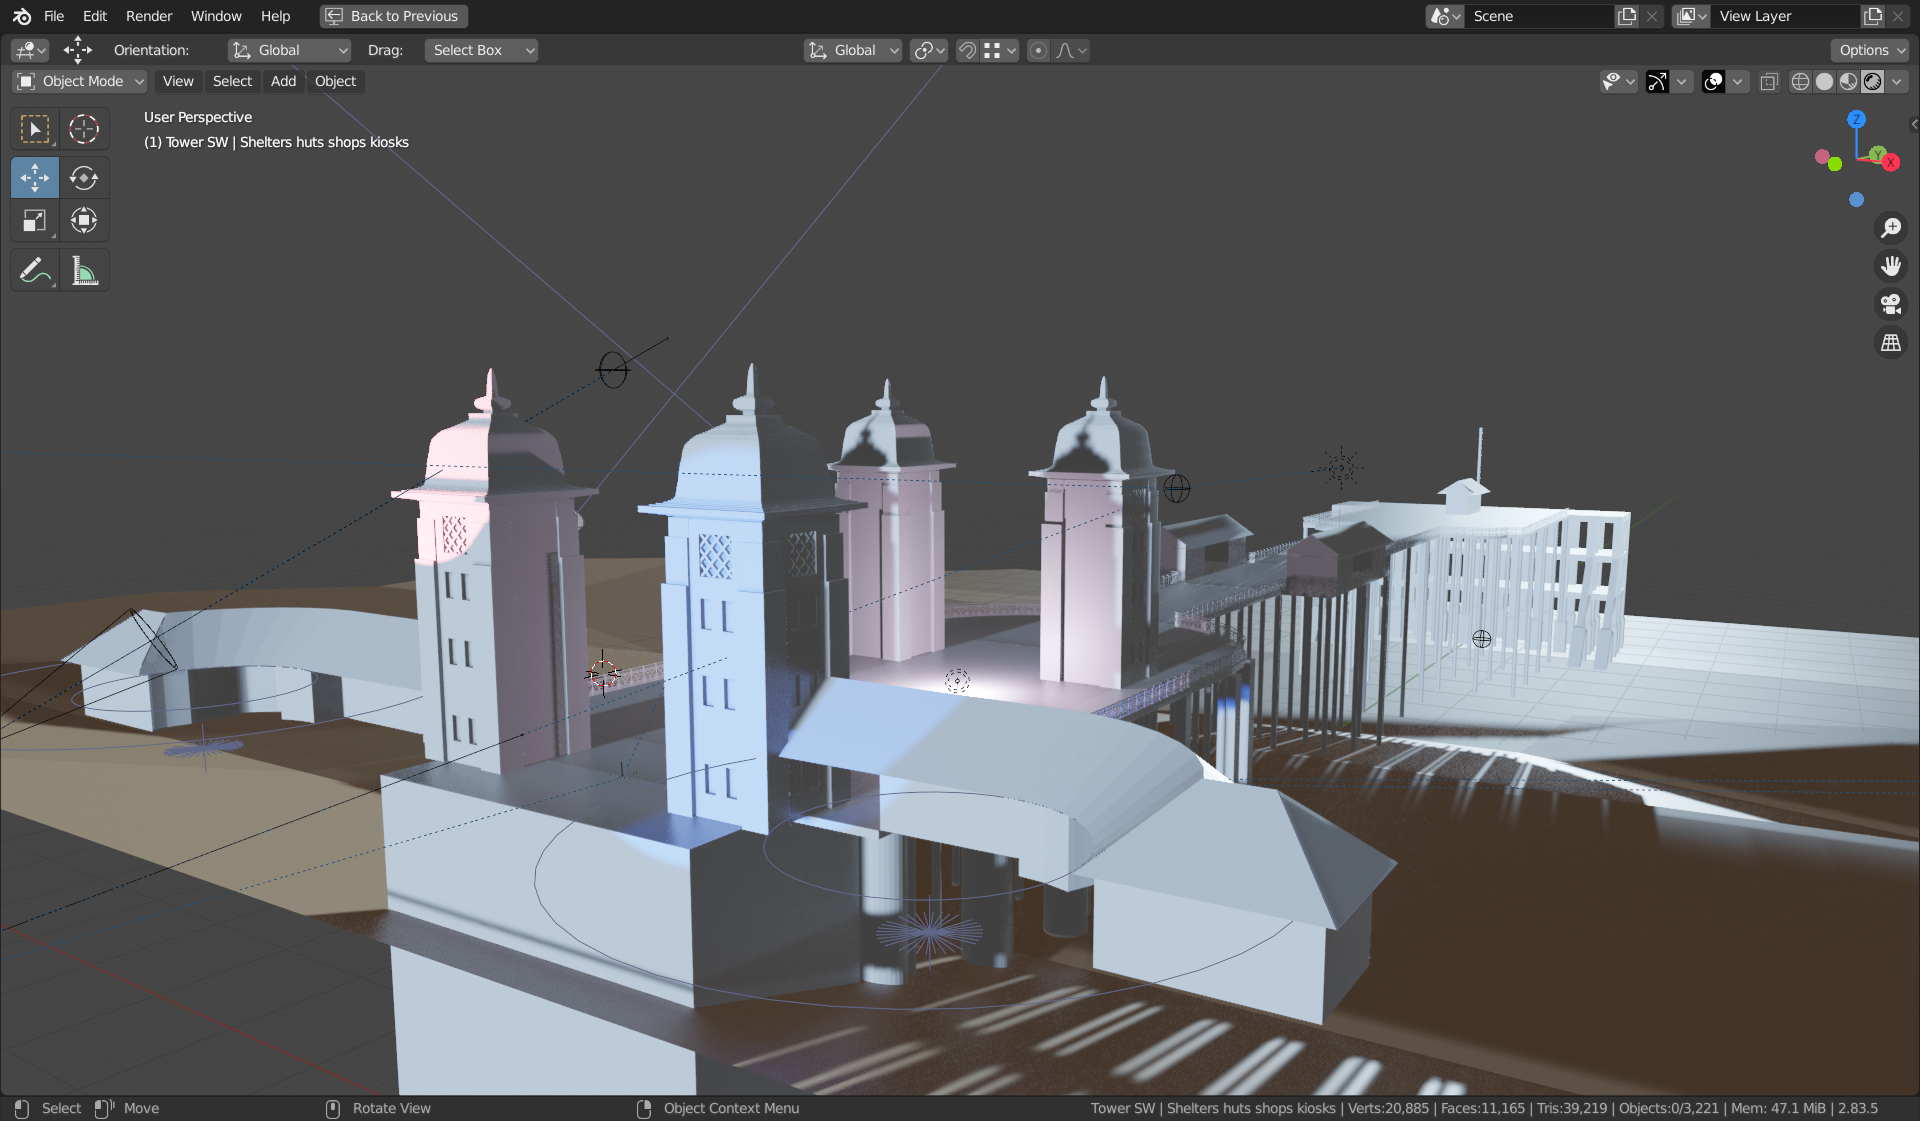 File Edit Render Window Help Back to Previous Scene View Layer
Orientation: Global Drag: Select Box Global Options
Object Mode View Select Add Object
User Perspective
(1) Tower SW | Shelters huts shops kiosks
Z
Y
X
Select Move Rotate View Object Context Menu Tower SW | Shelters huts shops kiosks | Verts:20,885 | Faces:11,165 | Tris:39,219 | Objects:0/3,221 | Mem: 47.1 MiB | 2.83.5